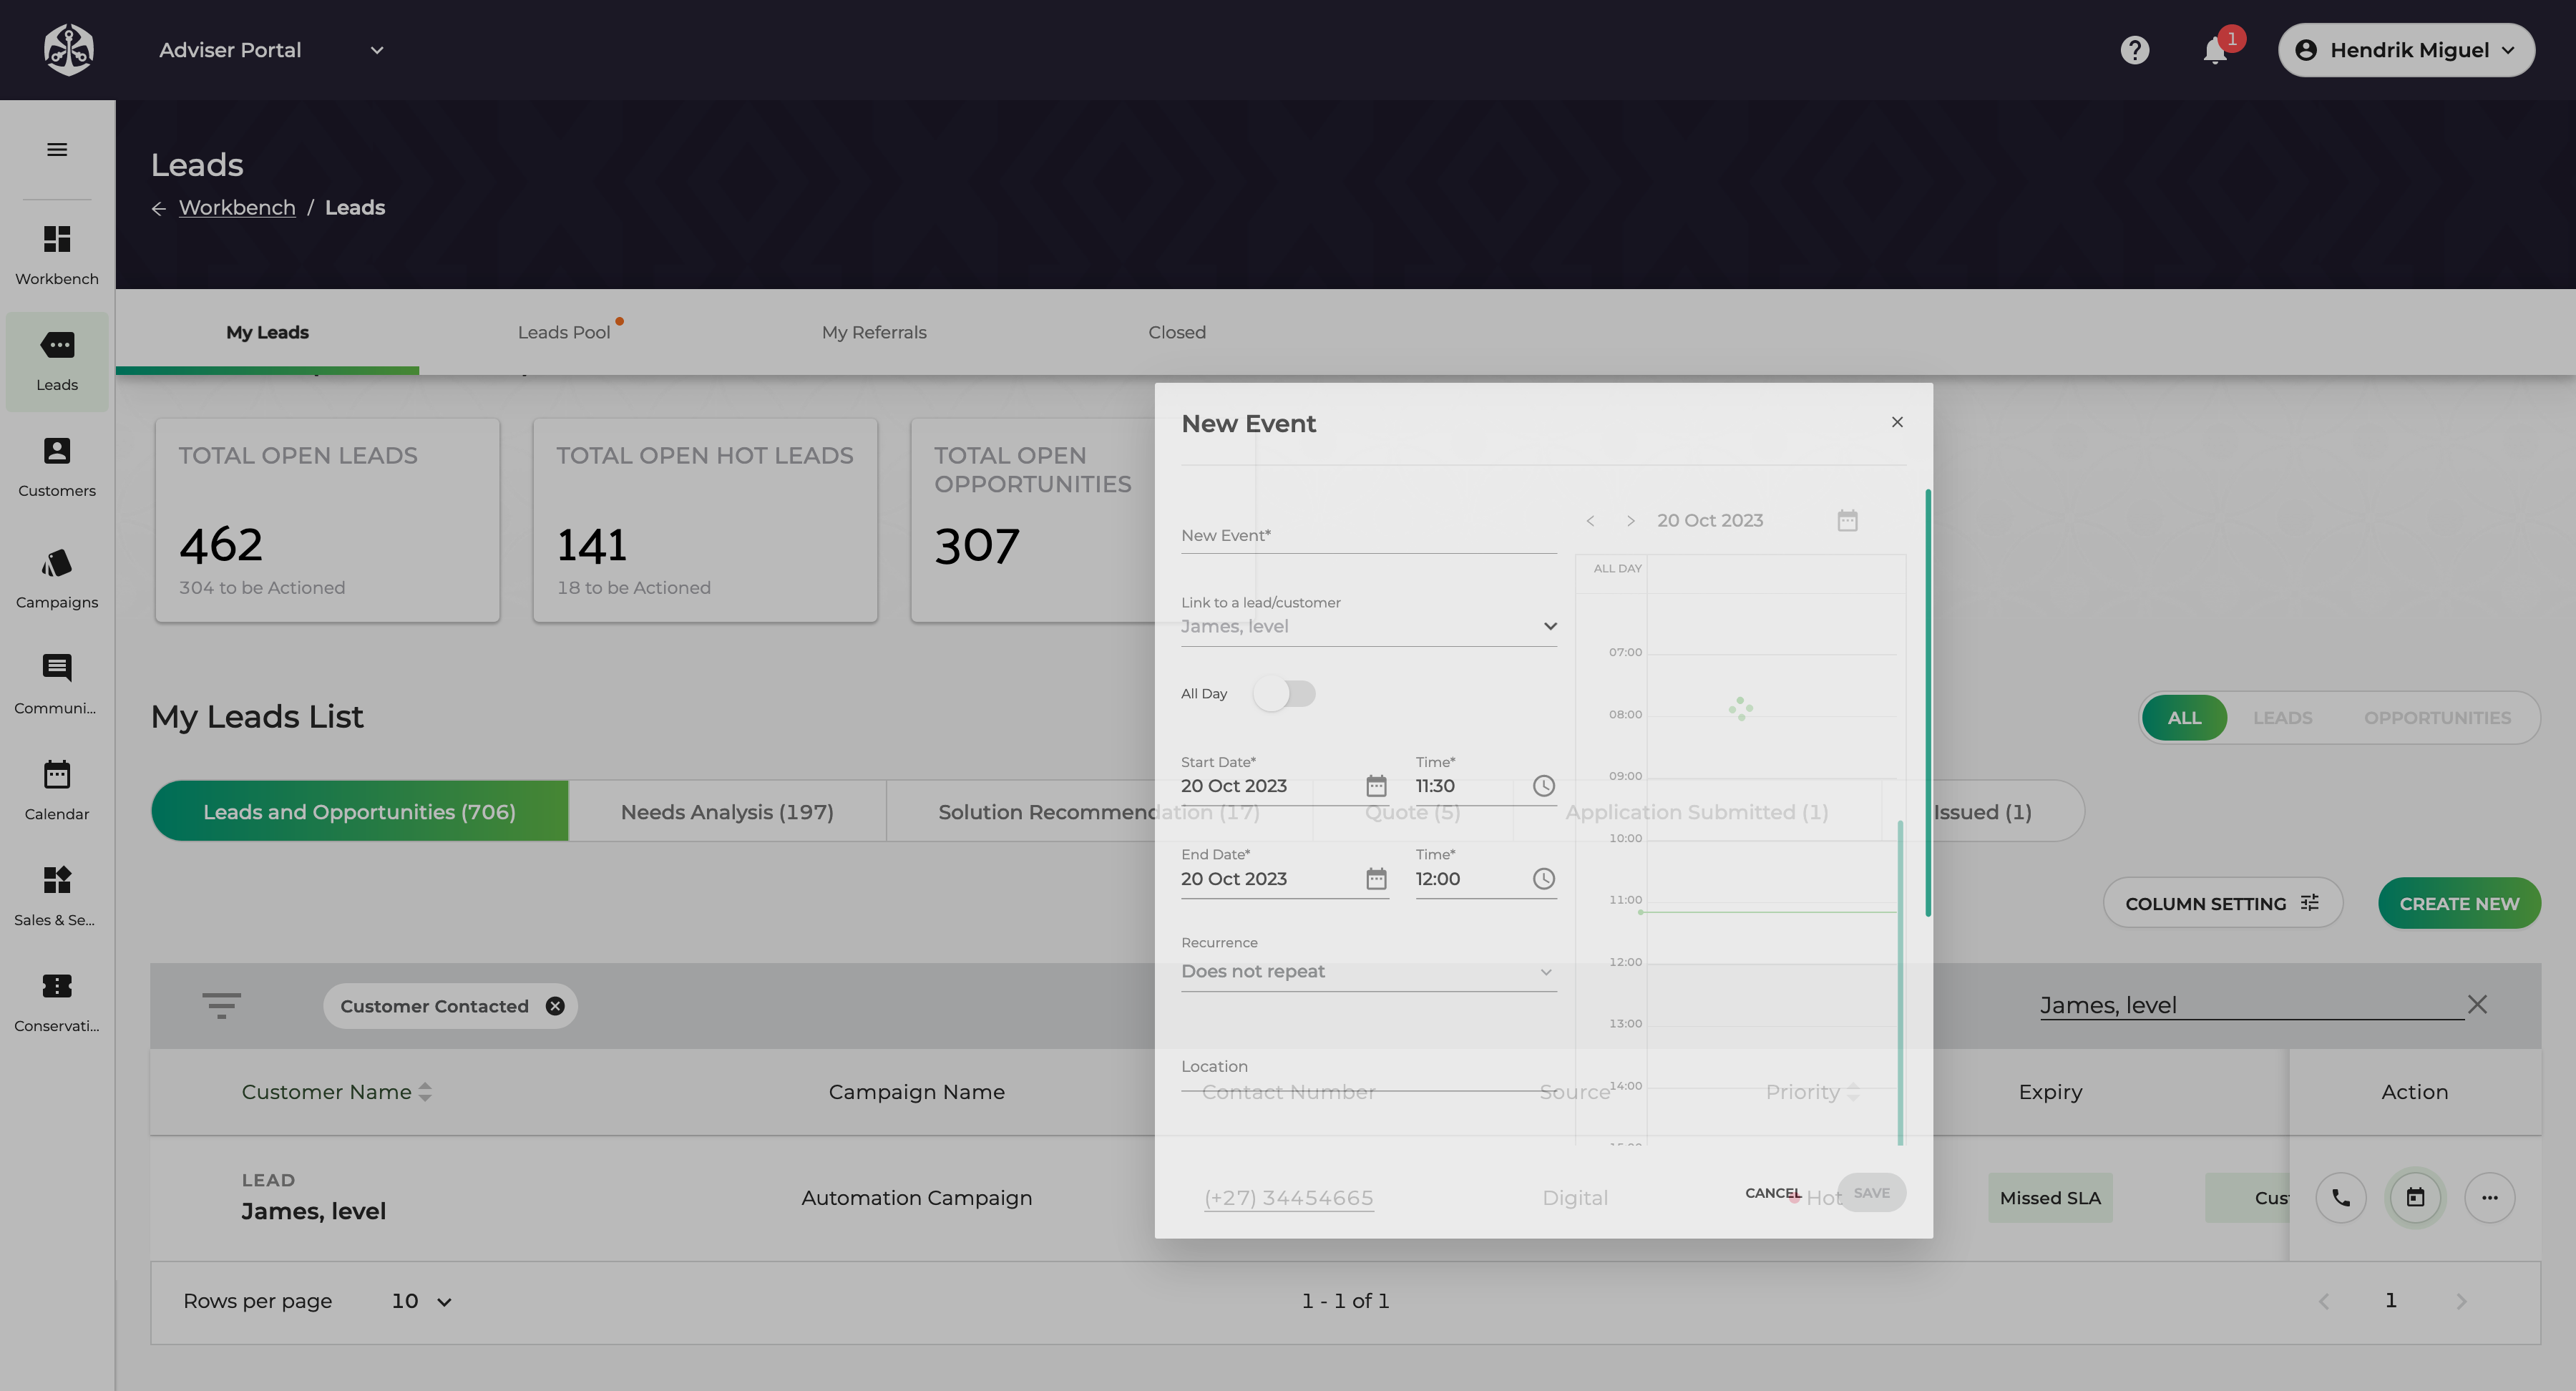 Adviser Portal
1
Hendrik Miguel
Leads
Workbench / Leads
Workbench
Leads
Customers
Campaigns
Communi...
Calendar
Sales & Se...
Conservati...
My Leads
Leads Pool
My Referrals
Closed
TOTAL OPEN LEADS
462
304 to be Actioned
TOTAL OPEN HOT LEADS
141
18 to be Actioned
TOTAL OPEN
OPPORTUNITIES
307
My Leads List
ALL
LEADS
OPPORTUNITIES
Leads and Opportunities (706)
Needs Analysis (197)
Solution Recommendation (17)
Quote (5)
Application Submitted (1)
Issued (1)
COLUMN SETTING
CREATE NEW
Customer Contacted
James, level
Customer Name
Campaign Name
Contact Number
Source
Priority
Expiry
Action
LEAD
James, level
Automation Campaign
(+27) 34454665
Digital
Hot
Missed SLA
Cust
Rows per page
10
1 - 1 of 1
1
New Event
New Event*
Link to a lead/customer
James, level
All Day
Start Date*
20 Oct 2023
Time*
11:30
End Date*
20 Oct 2023
Time*
12:00
Recurrence
Does not repeat
Location
< > 20 Oct 2023
ALL DAY
07:00
08:00
09:00
10:00
11:00
12:00
13:00
14:00
15:00
CANCEL
SAVE